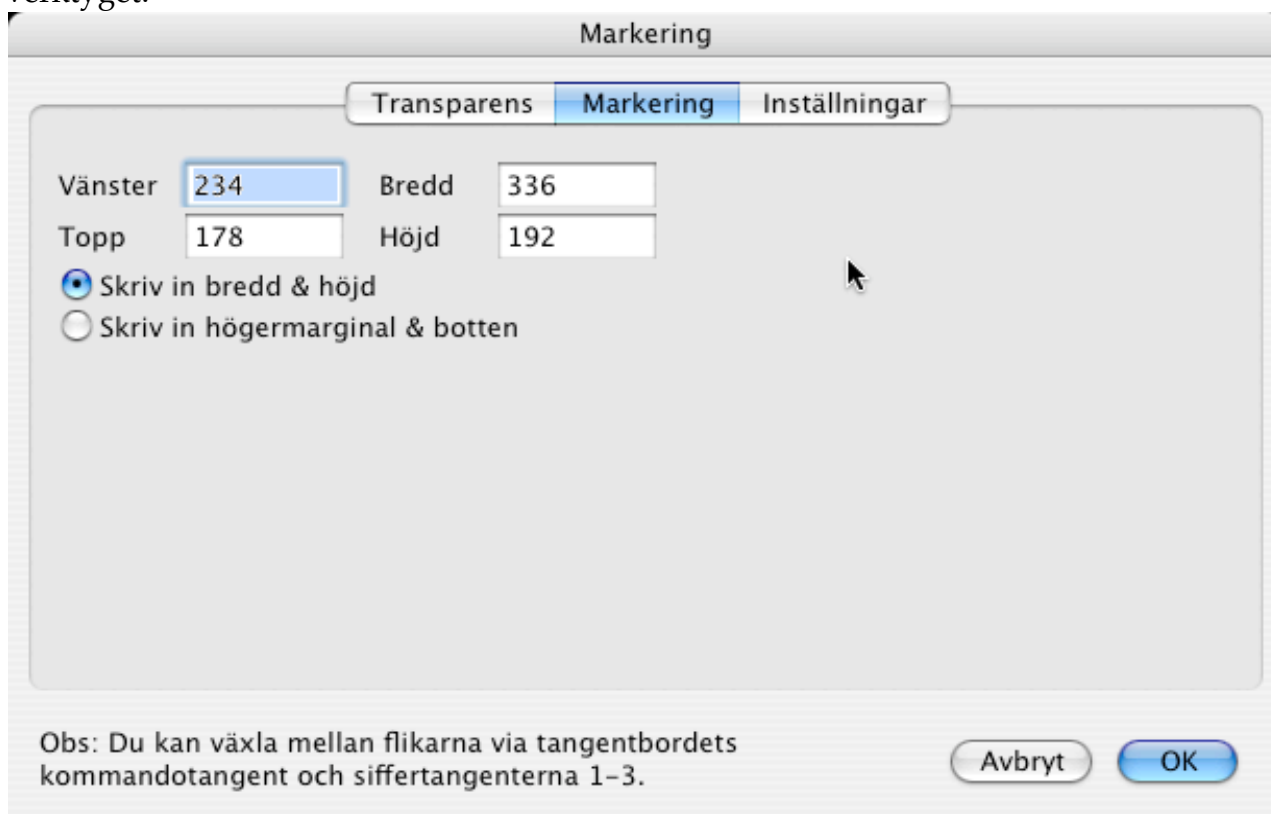 verktyget.
Markering
Transparens Markering Inställningar
Vänster 234 Bredd 336
Topp 178 Höjd 192
Skriv in bredd & höjd
Skriv in högermarginal & botten
Obs: Du kan växla mellan flikarna via tangentbordets
kommandotangent och siffertangenterna 1–3.
Avbryt OK